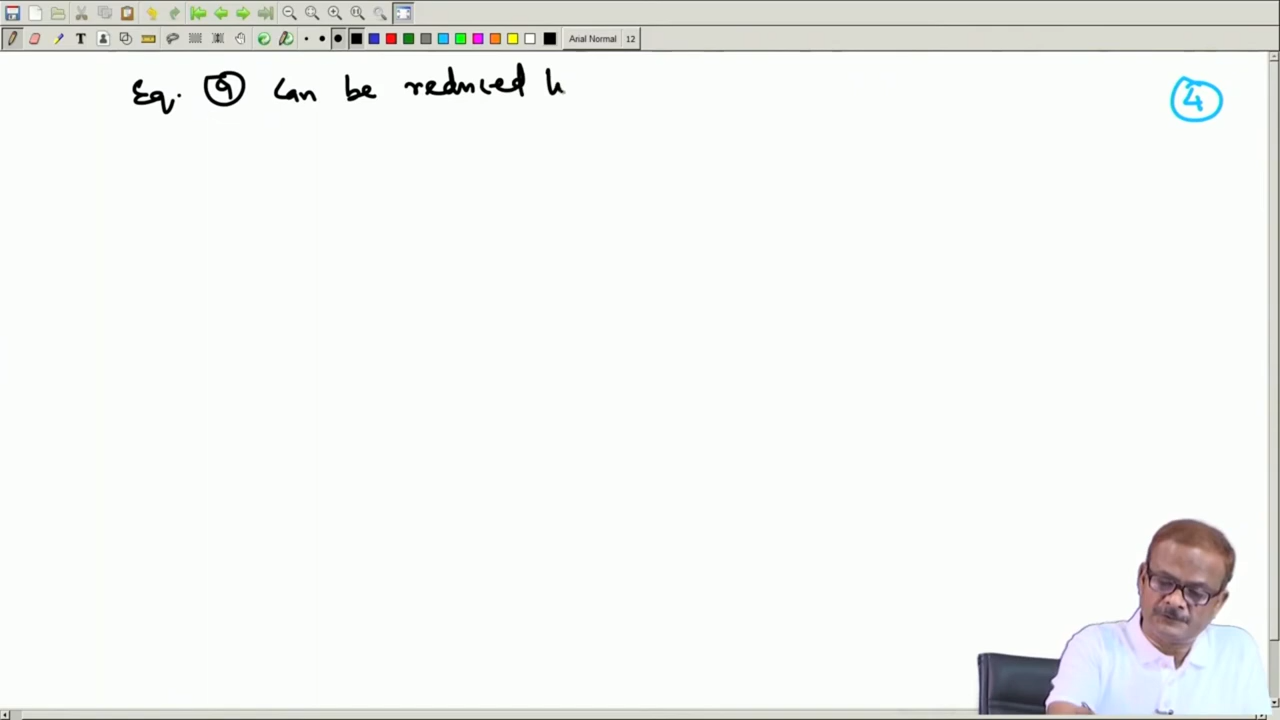 Arial Normal 12
Eq. ⑨ can be reduced
④